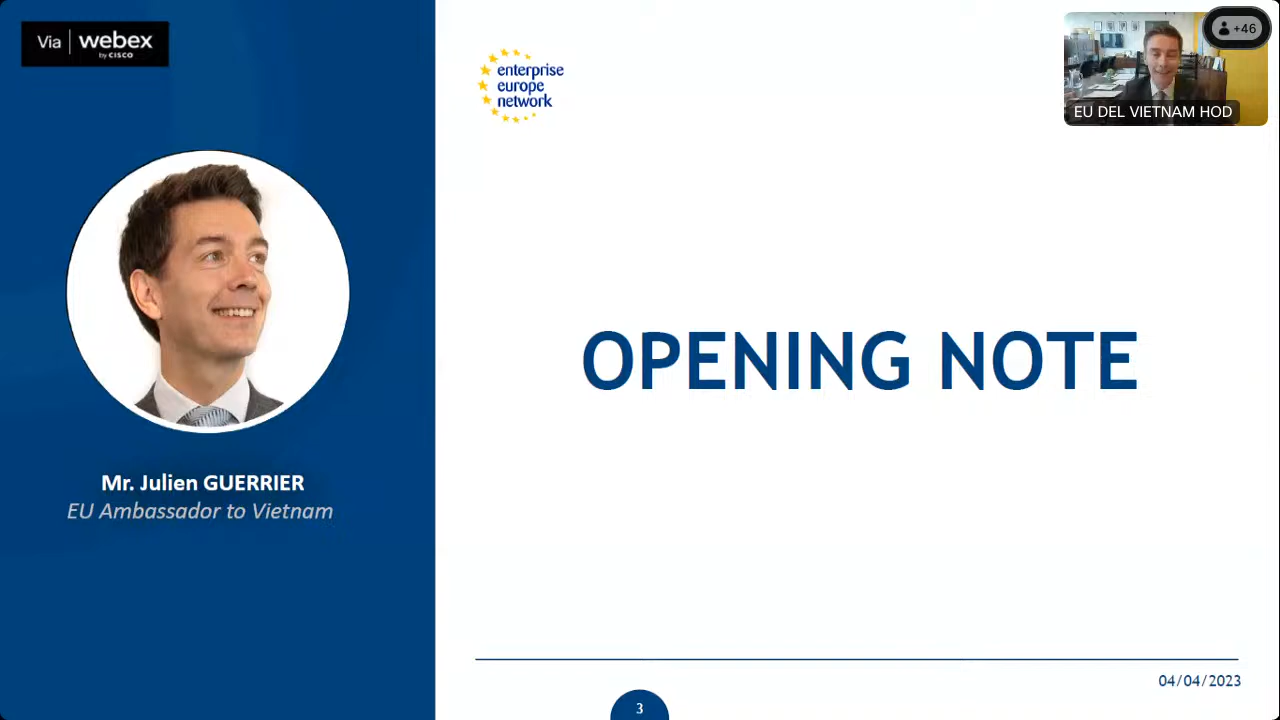 Via | webex
by CISCO
enterprise
europe
network
+46
EU DEL VIETNAM HOD
OPENING NOTE
Mr. Julien GUERRIER
EU Ambassador to Vietnam
04/04/2023
3